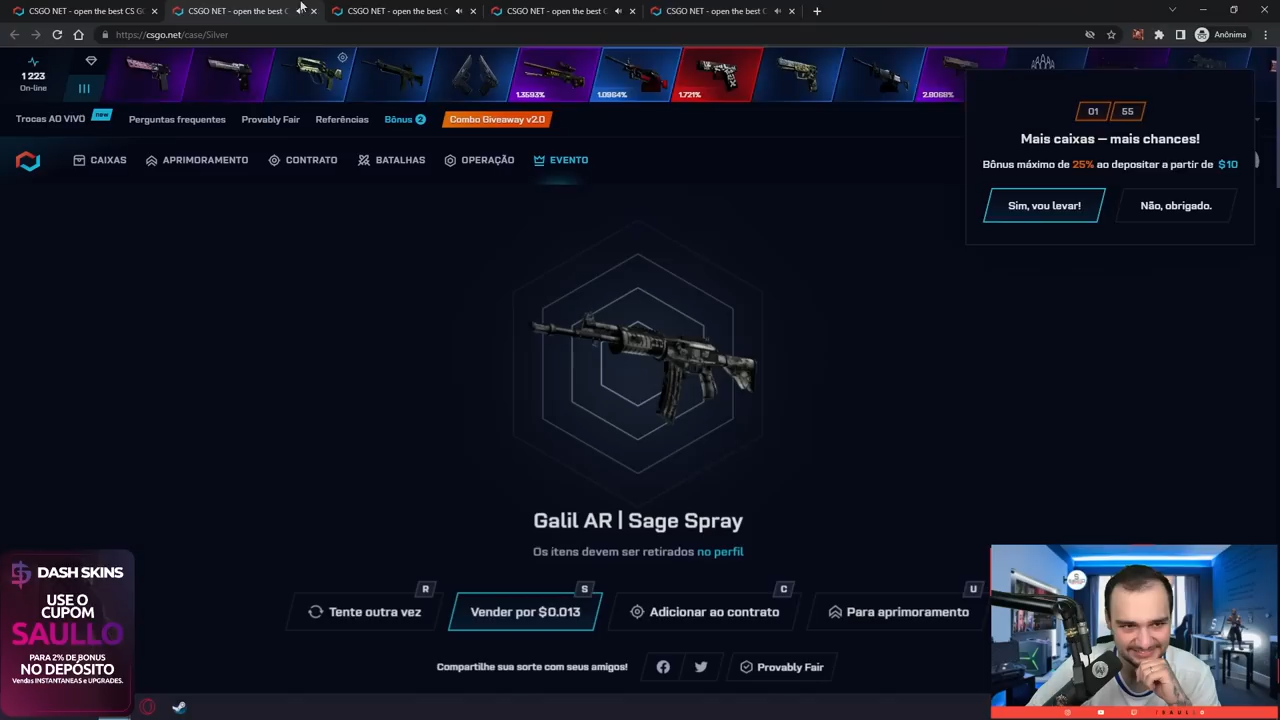 CSGO NET - open the best CS G
CSGO NET - open the best C
CSGO NET - open the best C
CSGO NET - open the best C
CSGO NET - open the best C
https://csgo.net/case/Silver
Anônima
1 223
On-line
1.3593%
1.0964%
1.721%
2.8068%
Trocas AO VIVO
new
Perguntas frequentes
Provably Fair
Referências
Bônus 2
Combo Giveaway v2.0
CAIXAS
APRIMORAMENTO
CONTRATO
BATALHAS
OPERAÇÃO
EVENTO
01 55
Mais caixas — mais chances!
Bônus máximo de 25% ao depositar a partir de $10
Sim, vou levar!
Não, obrigado.
Galil AR | Sage Spray
Os itens devem ser retirados no perfil
R
Tente outra vez
S
Vender por $0.013
C
Adicionar ao contrato
U
Para aprimoramento
Compartilhe sua sorte com seus amigos!
Provably Fair
DASH SKINS
USE O
CUPOM
SAULLO
PARA 2% DE BONUS
NO DEPÓSITO
Vendas INSTANTANEAS e UPGRADES.